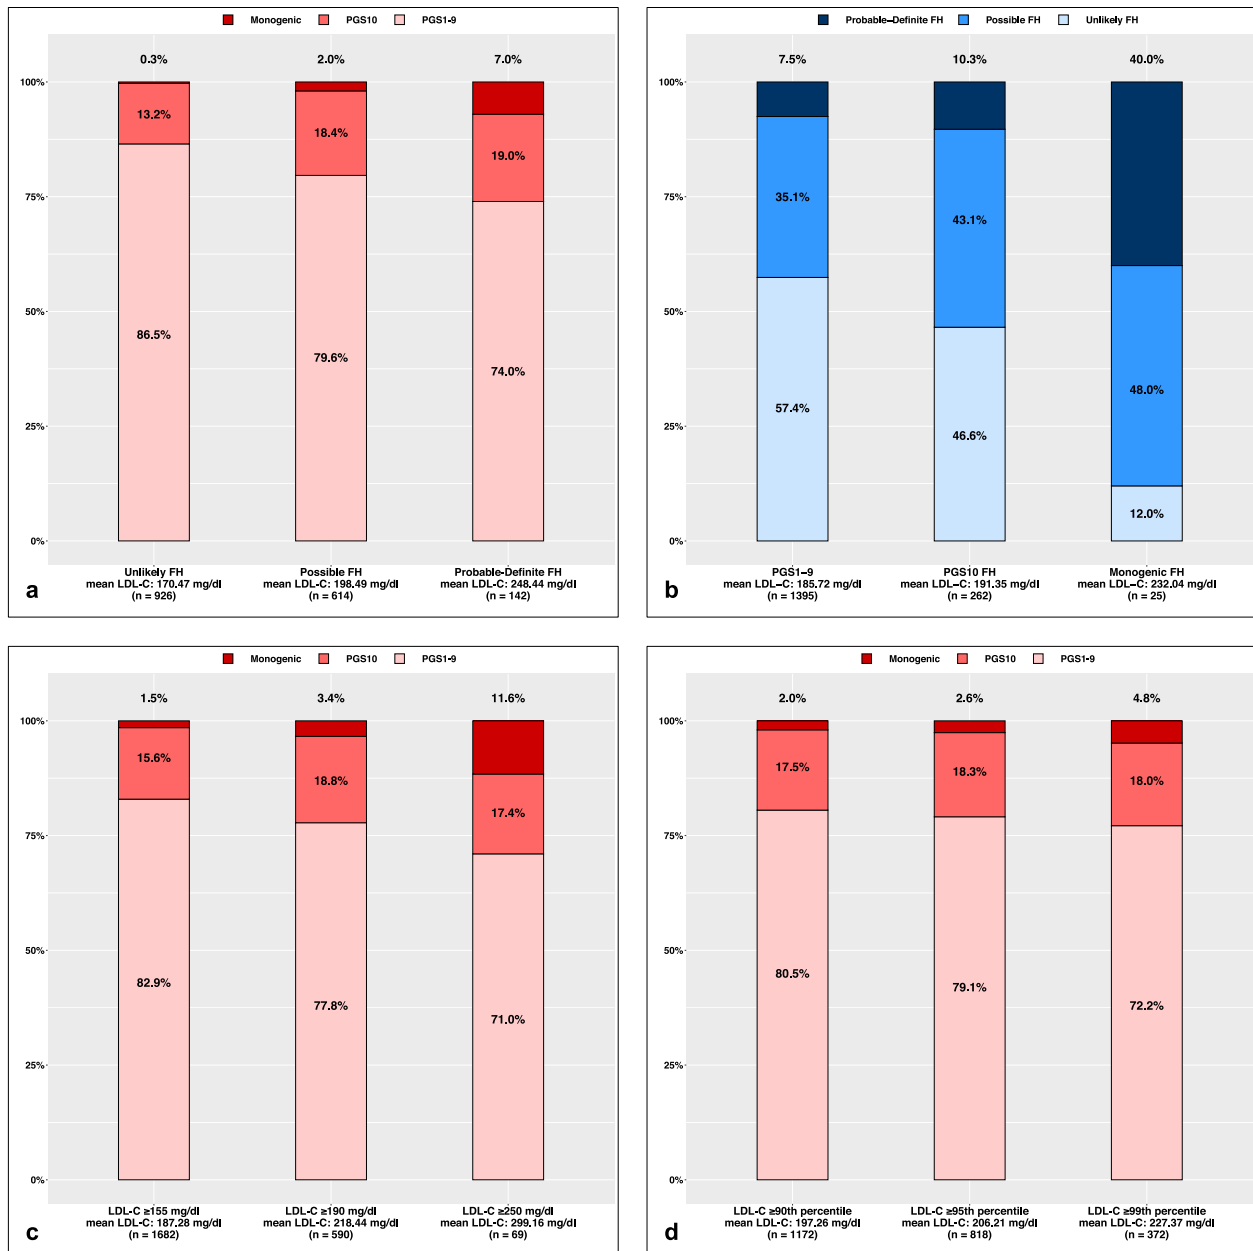 Monogenic PGS10 PGS1-9
0.3% 2.0% 7.0%
100%
13.2% 18.4% 19.0%
75%
50%
86.5% 79.6% 74.0%
25%
0%
Unlikely FH Possible FH Probable-Definite FH
mean LDL-C: 170.47 mg/dl mean LDL-C: 198.49 mg/dl mean LDL-C: 248.44 mg/dl
(n = 926) (n = 614) (n = 142)
a
Probable−Definite FH Possible FH Unlikely FH
7.5% 10.3% 40.0%
100%
35.1% 43.1%
75%
50%
57.4% 46.6% 48.0%
25%
12.0%
0%
PGS1−9 PGS10 FH Monogenic FH
mean LDL−C: 185.72 mg/dl mean LDL−C: 191.35 mg/dl mean LDL−C: 232.04 mg/dl
(n = 1395) (n = 262) (n = 25)
b
Monogenic PGS10 PGS1-9
1.5% 3.4% 11.6%
100%
15.6% 18.8% 17.4%
75%
50%
82.9% 77.8% 71.0%
25%
0%
LDL-C ≥155 mg/dl LDL-C ≥190 mg/dl LDL-C ≥250 mg/dl
mean LDL-C: 187.28 mg/dl mean LDL-C: 218.44 mg/dl mean LDL-C: 299.16 mg/dl
(n = 1682) (n = 590) (n = 69)
c
Monogenic PGS10 PGS1-9
2.0% 2.6% 4.8%
100%
17.5% 18.3% 18.0%
75%
50%
80.5% 79.1% 72.2%
25%
0%
LDL-C ≥90th percentile LDL-C ≥95th percentile LDL-C ≥99th percentile
mean LDL-C: 197.26 mg/dl mean LDL-C: 206.21 mg/dl mean LDL-C: 227.37 mg/dl
(n = 1172) (n = 818) (n = 372)
d